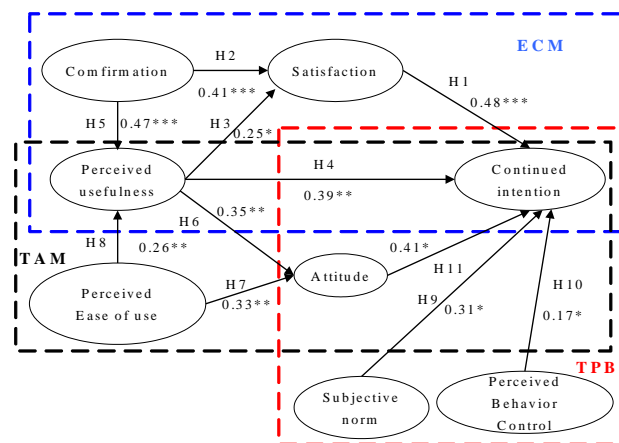 ECM
H2
Comfirmation
Satisfaction
H1
0.41***
0.48***
H5
0.47***
H3
0.25*
H4
Perceived
usefulness
Continued
intention
0.39**
H6
0.35**
H8
0.26**
TAM
0.41*
Attitude
H11
H7
0.33**
H9
H10
Perceived
Ease of use
0.31*
0.17*
TPB
Subjective
norm
Perceived
Behavior
Control